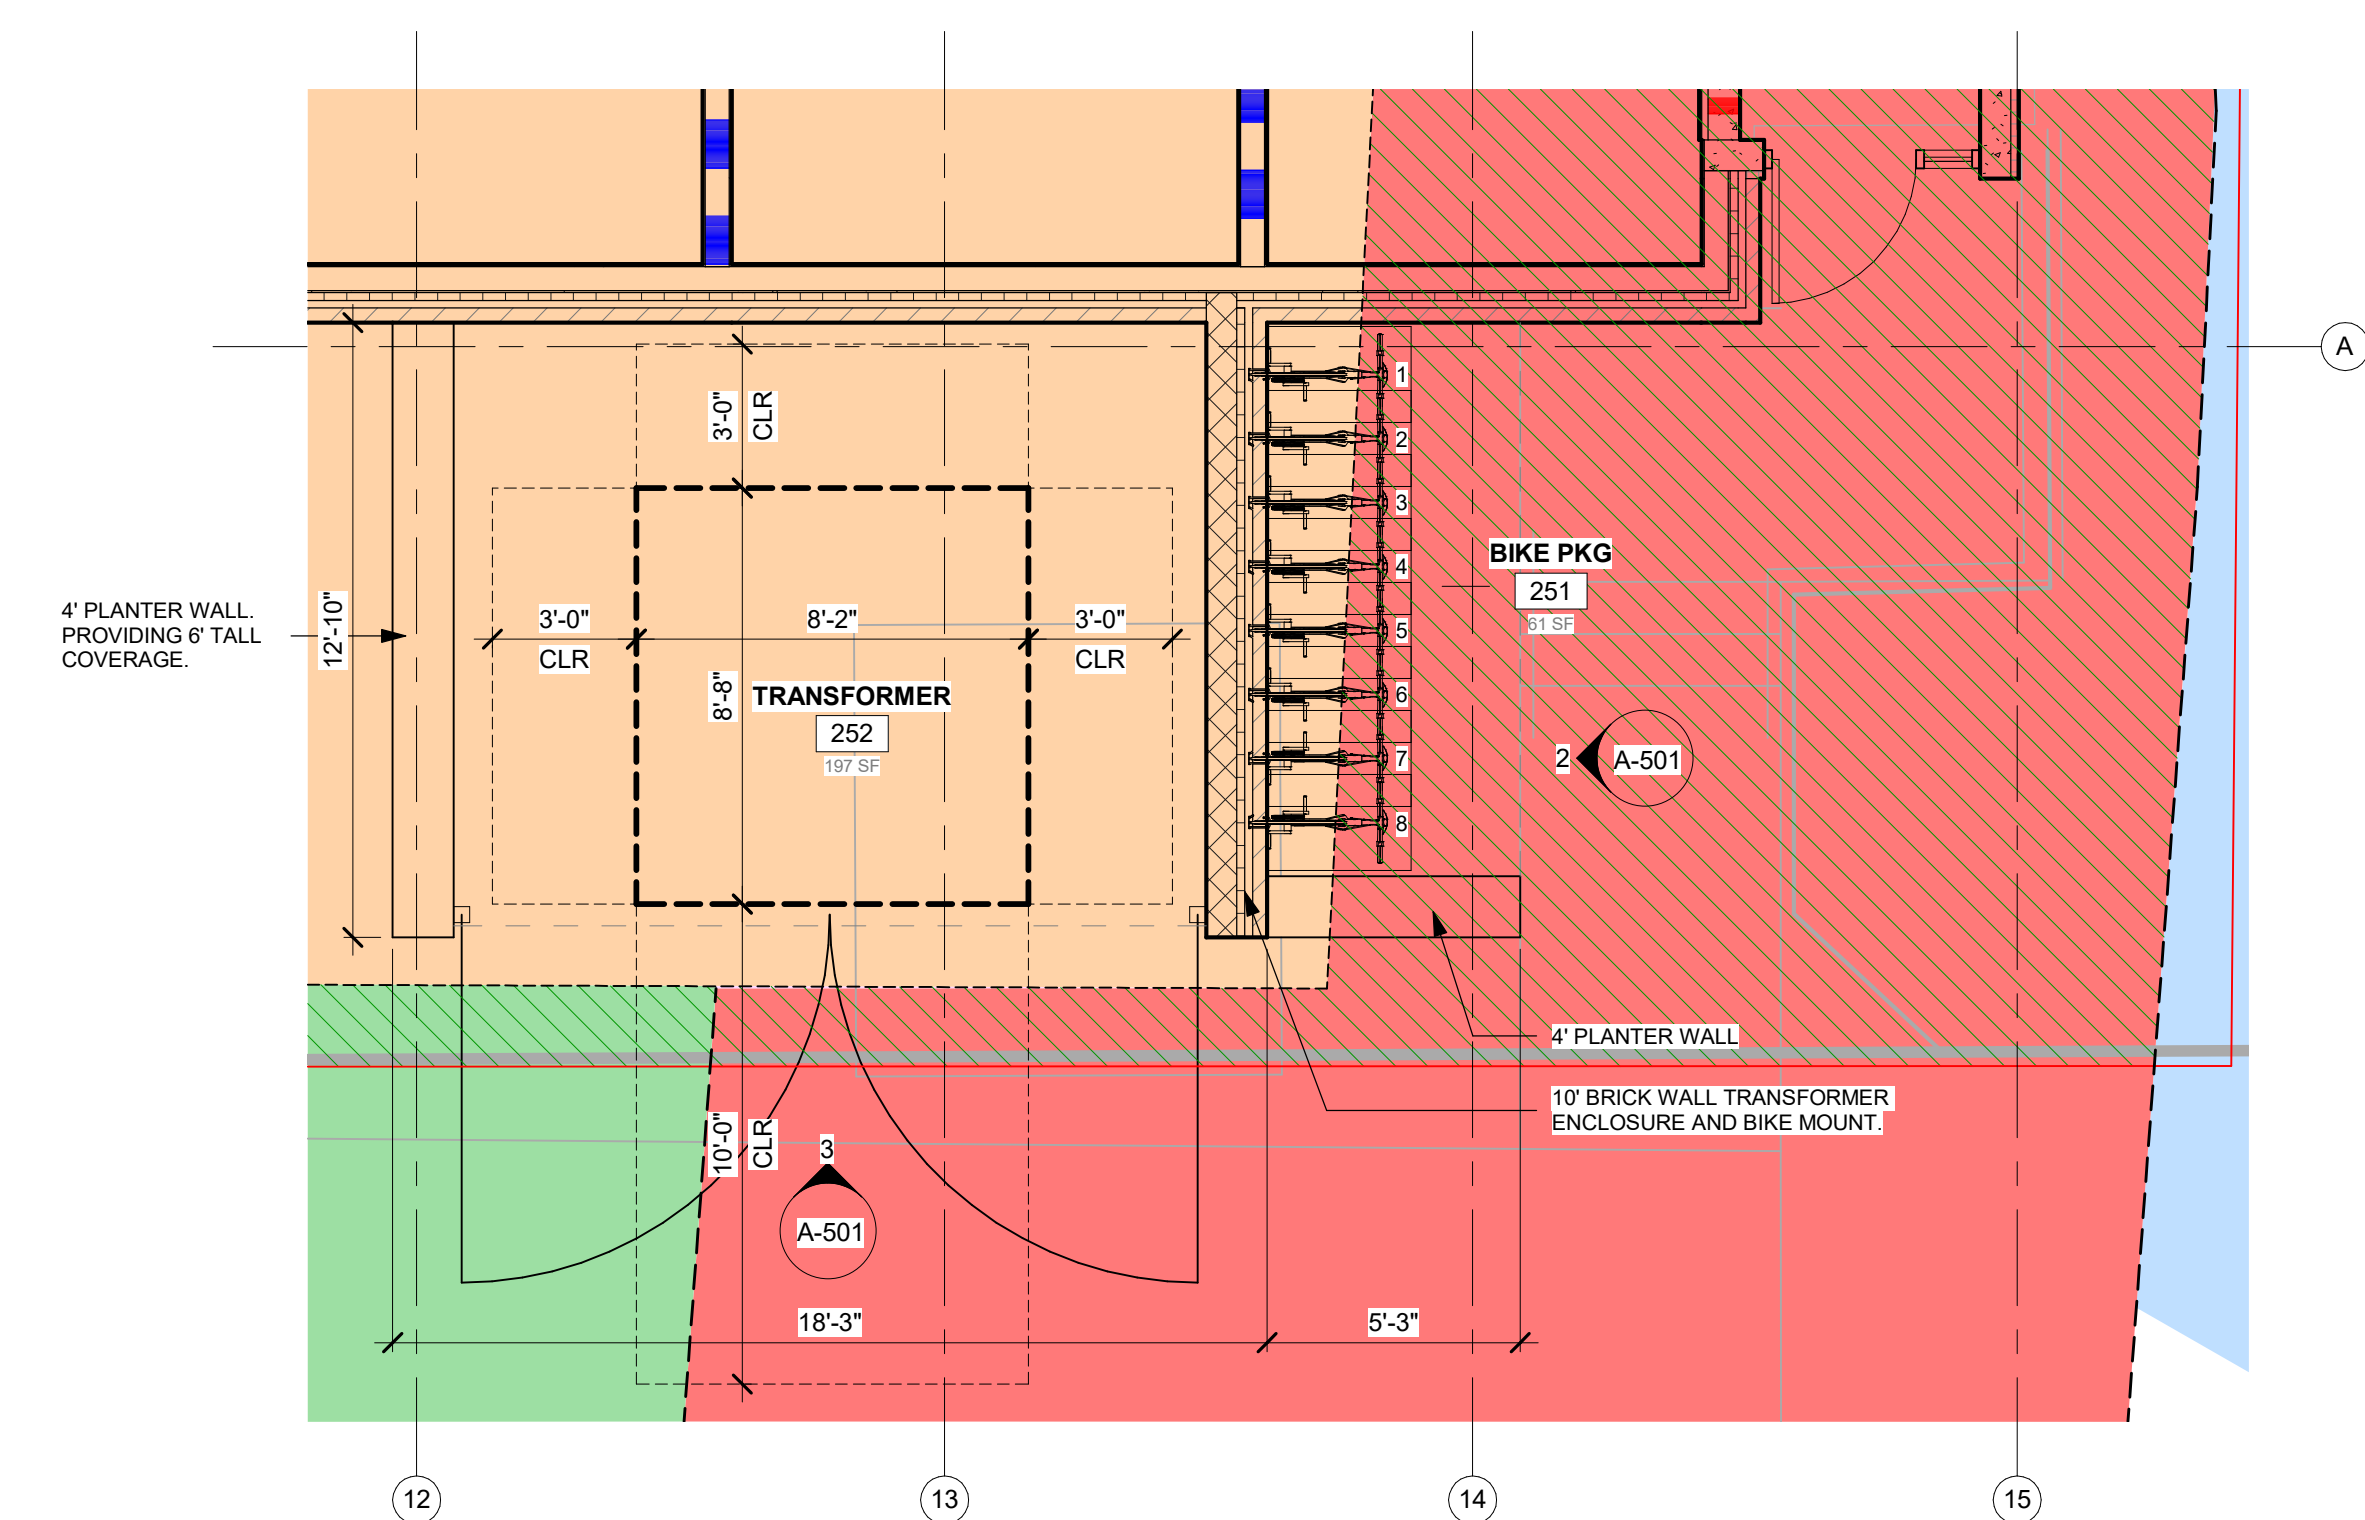 A
1
2
3
4
5
6
7
8
3'-0"
CLR
BIKE PKG
251
61 SF
4' PLANTER WALL.
PROVIDING 6' TALL
COVERAGE.
12'-10"
3'-0"
CLR
8'-2"
3'-0"
CLR
8'-8"
TRANSFORMER
252
197 SF
2
A-501
4' PLANTER WALL
10' BRICK WALL TRANSFORMER
ENCLOSURE AND BIKE MOUNT.
10'-0"
CLR
3
A-501
18'-3"
5'-3"
12
13
14
15